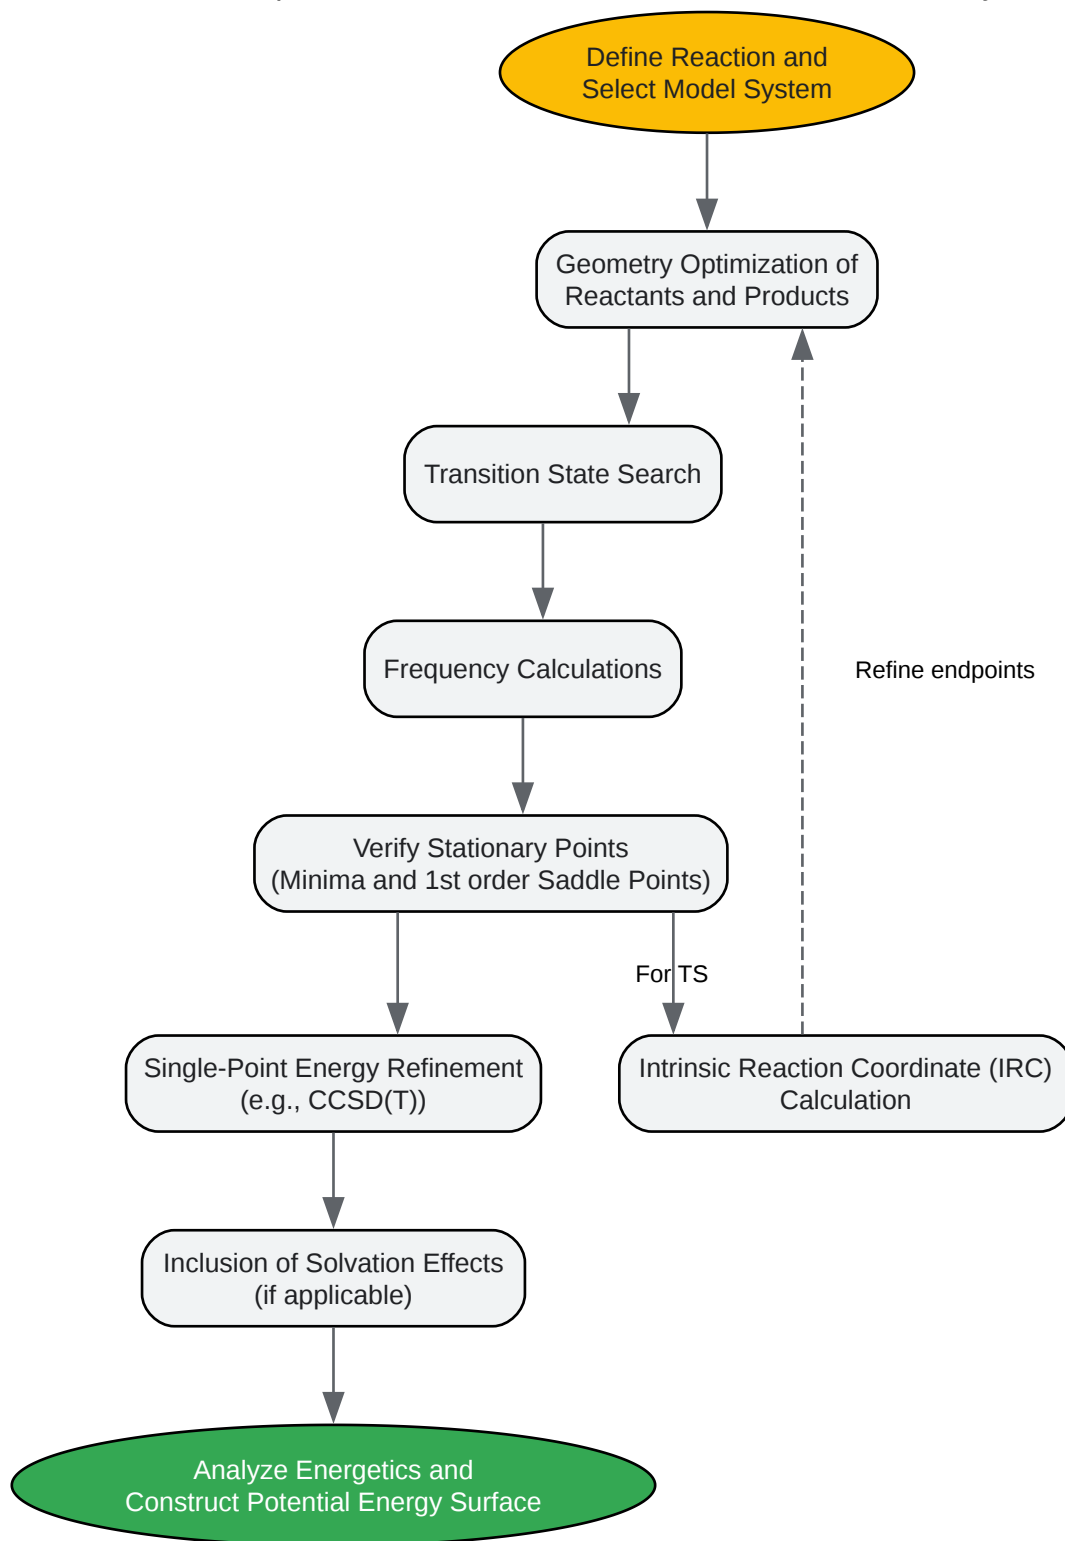 Define Reaction and
Select Model System
Geometry Optimization of
Reactants and Products
Transition State Search
Frequency Calculations
Refine endpoints
Verify Stationary Points
(Minima and 1st order Saddle Points)
For TS
Single-Point Energy Refinement
(e.g., CCSD(T))
Intrinsic Reaction Coordinate (IRC)
Calculation
Inclusion of Solvation Effects
(if applicable)
Analyze Energetics and
Construct Potential Energy Surface